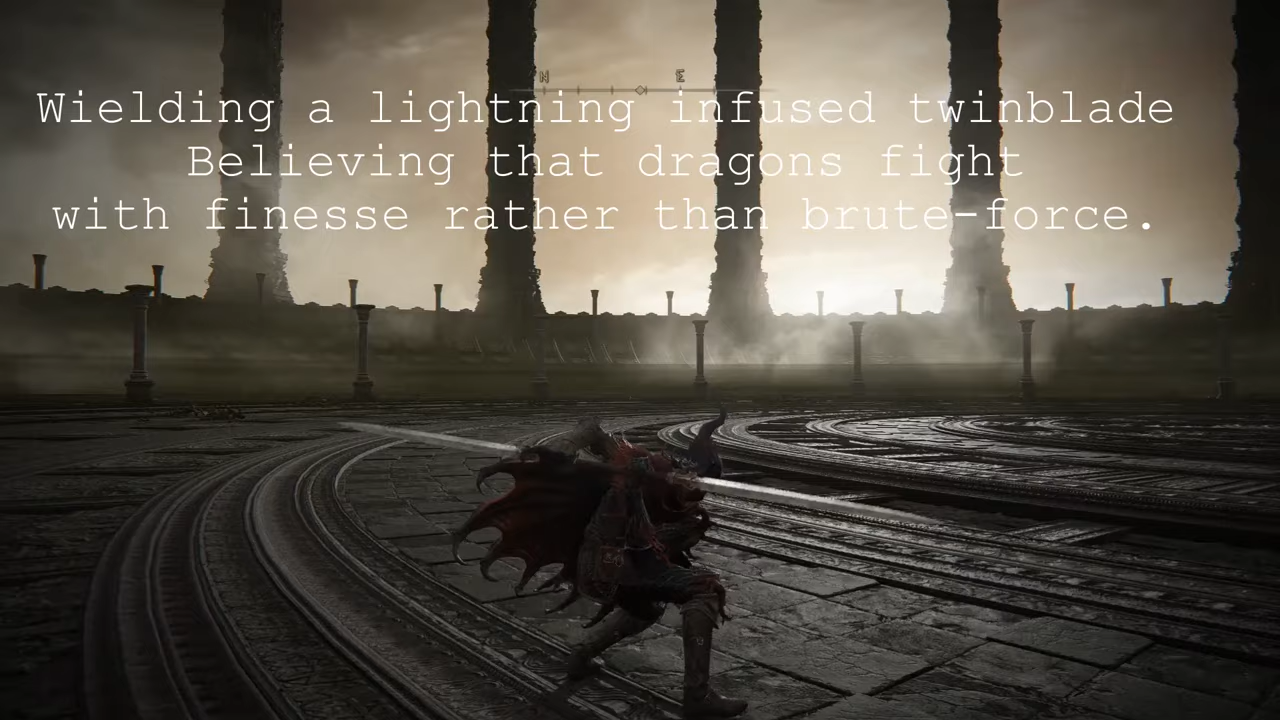 N E
Wielding a lightning infused twinblade
Believing that dragons fight
with finesse rather than brute-force.